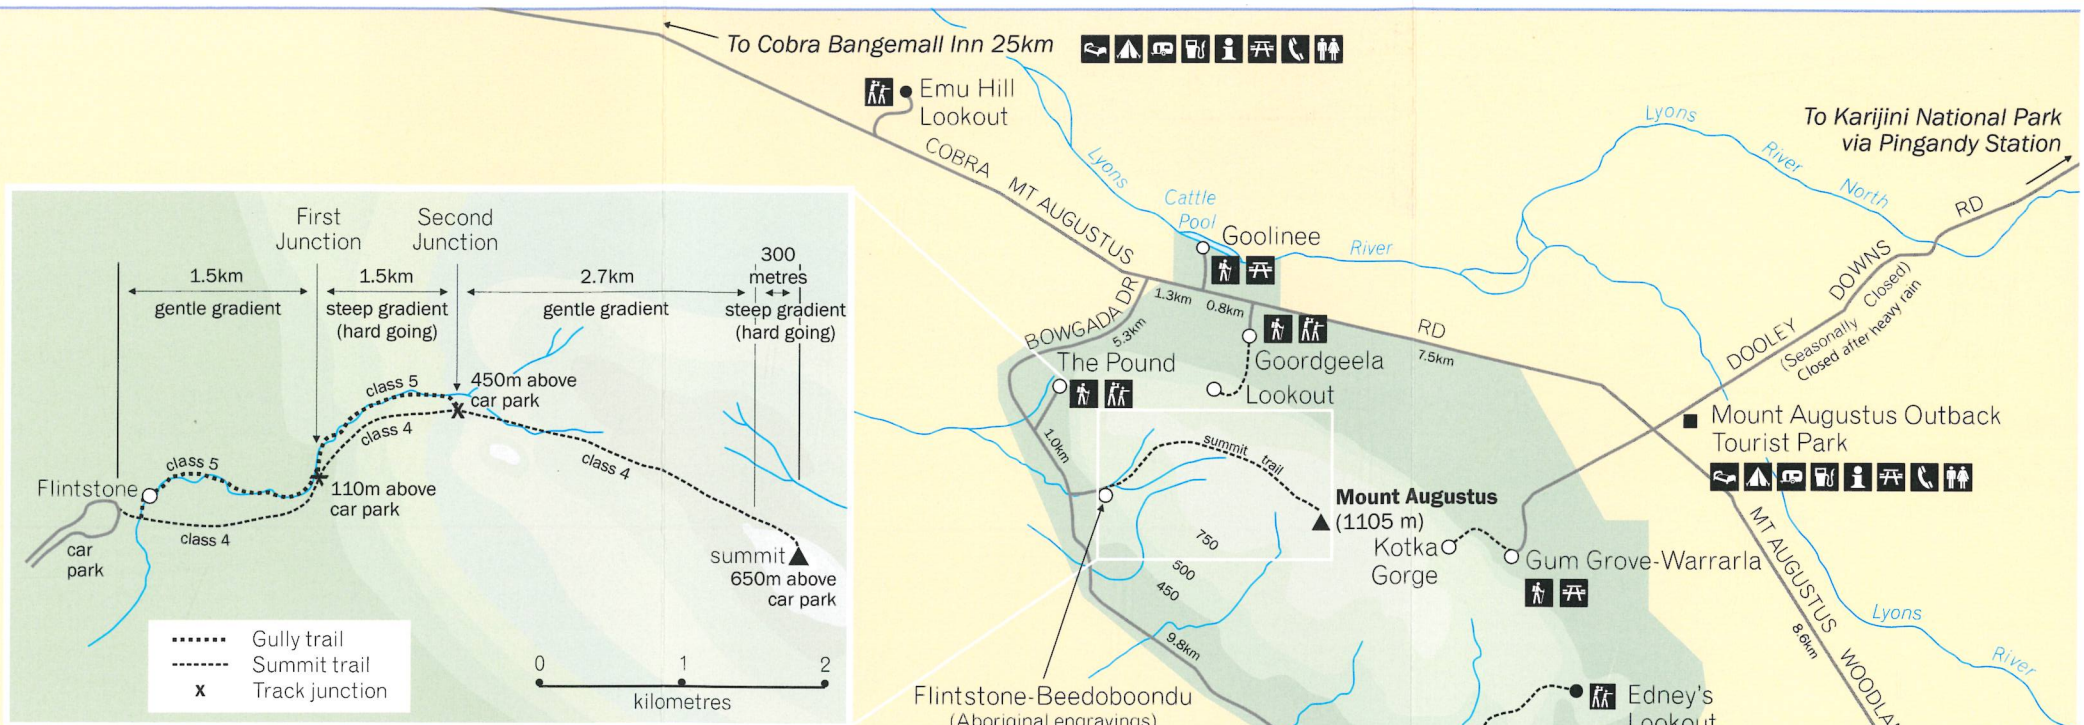 To Cobra Bangemall Inn 25km
Emu Hill
Lookout
COBRA MT AUGUSTUS
Lyons
Cattle
Pool
Goolinee
River
Lyons
River
North
To Karijini National Park
via Pingandy Station
RD
DOWNS
DOOLEY
(Seasonally Closed)
Closed after heavy rain
First
Junction
Second
Junction
300
metres
1.5km
1.5km
2.7km
gentle gradient
steep gradient
(hard going)
gentle gradient
steep gradient
(hard going)
class 5
450m above
car park
class 4
class 5
class 4
Flintstone
110m above
car park
class 4
car
park
summit
650m above
car park
Gully trail
Summit trail
X Track junction
0 1 2
kilometres
BOWGADA DR
5.3km
1.3km
0.8km
RD
7.5km
The Pound
Goordgeela
Lookout
1.0km
summit trail
Mount Augustus
(1105 m)
Kotka
Gorge
Gum Grove-Warrarla
750
500
450
9.8km
Mount Augustus Outback
Tourist Park
MT AUGUSTUS WOODLA
8.6km
Lyons
River
Flintstone-Beedoboondu
(Aboriginal engravings)
Edney's
Lookout